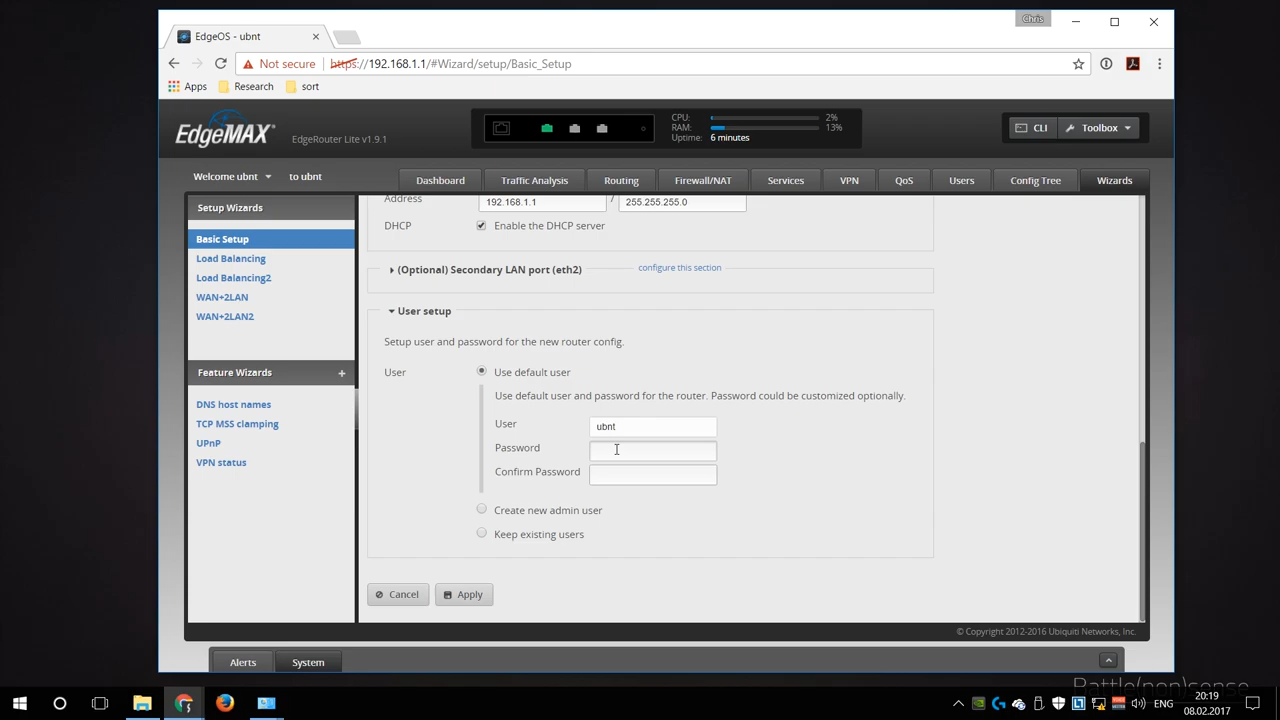 Chris
EdgeOS - ubnt
Not secure https://192.168.1.1/#Wizard/setup/Basic_Setup
Apps Research sort
EdgeMAX EdgeRouter Lite v1.9.1
CPU: 2%
RAM: 13%
Uptime: 6 minutes
CLI Toolbox
Welcome ubnt to ubnt
Dashboard Traffic Analysis Routing Firewall/NAT Services VPN QoS Users Config Tree Wizards
Setup Wizards
Basic Setup
Load Balancing
Load Balancing2
WAN+2LAN
WAN+2LAN2
Feature Wizards +
DNS host names
TCP MSS clamping
UPnP
VPN status
Address 192.168.1.1 / 255.255.255.0
DHCP Enable the DHCP server
(Optional) Secondary LAN port (eth2) configure this section
User setup
Setup user and password for the new router config.
User Use default user
Use default user and password for the router. Password could be customized optionally.
User ubnt
Password
Confirm Password
Create new admin user
Keep existing users
Cancel Apply
© Copyright 2012-2016 Ubiquiti Networks, Inc.
Alerts System
Battle(non)sense
ENG 20:19
08.02.2017